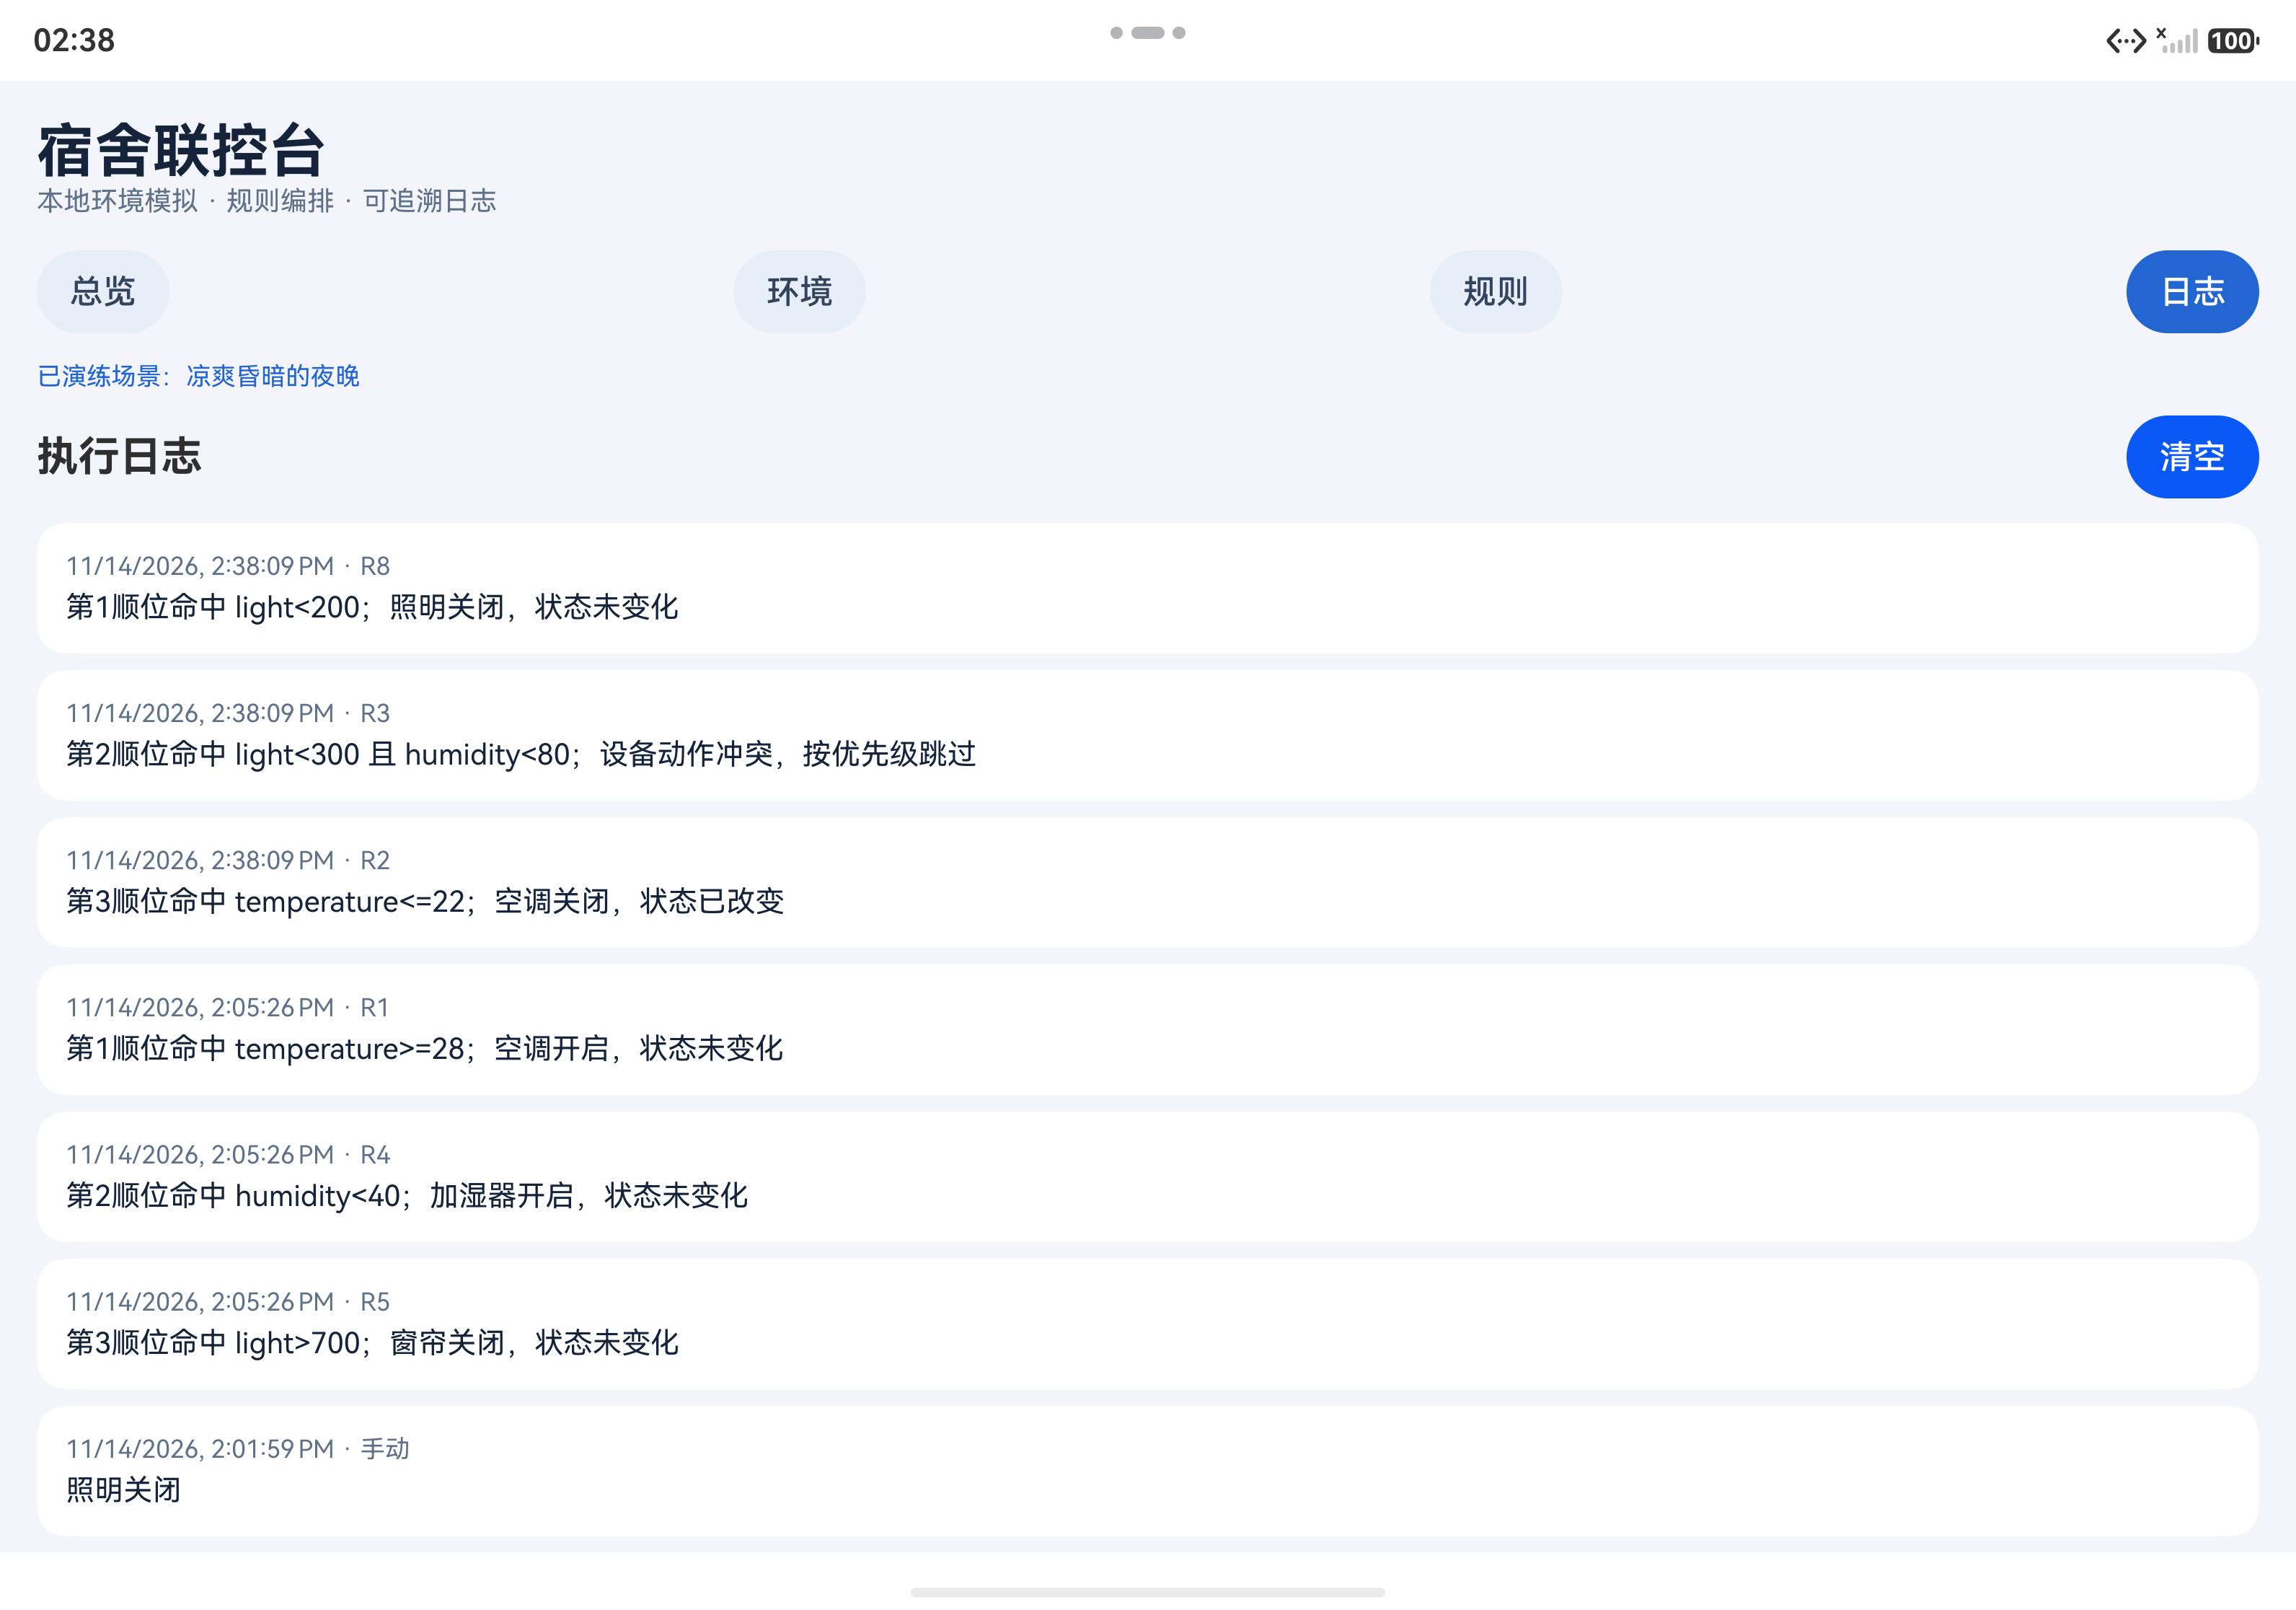 02:38
100
宿舍联控台
本地环境模拟 · 规则编排 · 可追溯日志
总览
环境
规则
日志
已演练场景：凉爽昏暗的夜晚
执行日志
清空
11/14/2026, 2:38:09 PM · R8
第1顺位命中 light<200；照明关闭，状态未变化
11/14/2026, 2:38:09 PM · R3
第2顺位命中 light<300 且 humidity<80；设备动作冲突，按优先级跳过
11/14/2026, 2:38:09 PM · R2
第3顺位命中 temperature<=22；空调关闭，状态已改变
11/14/2026, 2:05:26 PM · R1
第1顺位命中 temperature>=28；空调开启，状态未变化
11/14/2026, 2:05:26 PM · R4
第2顺位命中 humidity<40；加湿器开启，状态未变化
11/14/2026, 2:05:26 PM · R5
第3顺位命中 light>700；窗帘关闭，状态未变化
11/14/2026, 2:01:59 PM · 手动
照明关闭